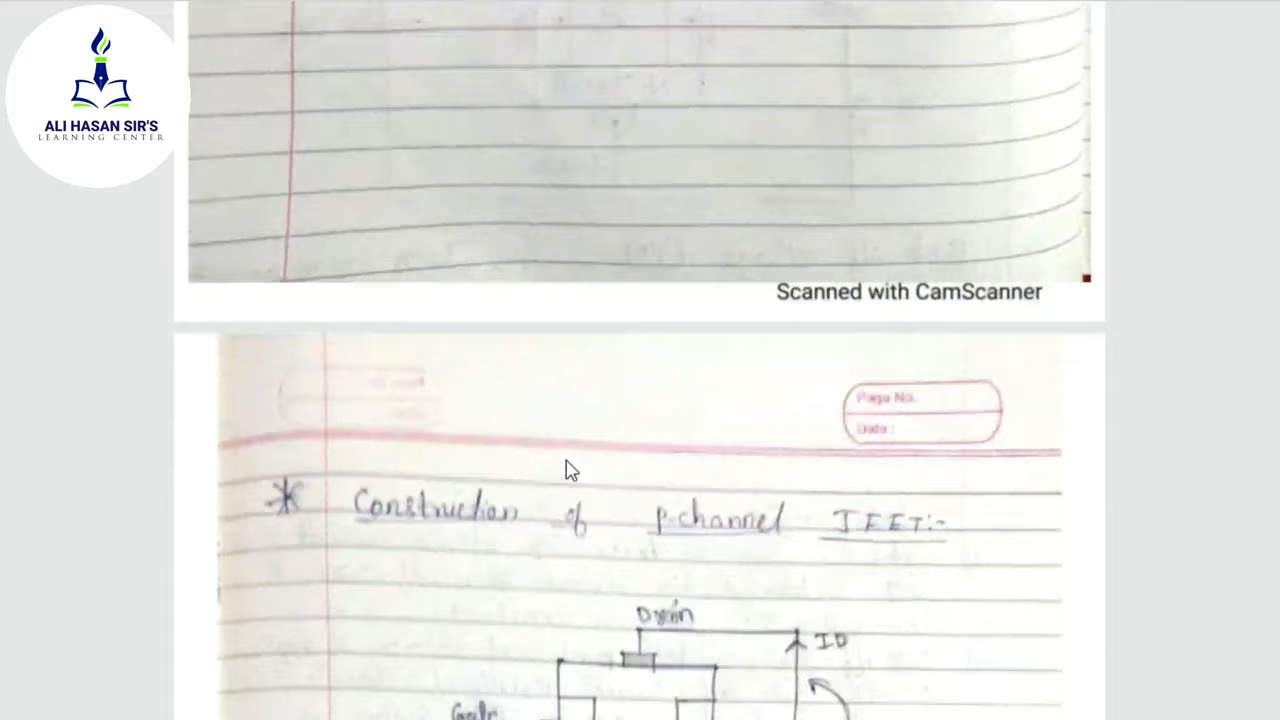 ALI HASAN SIR'S
LEARNING CENTER
Scanned with CamScanner
Page No.
Date :
* Construction of p-channel JFET:-
Drain
ID
Gate